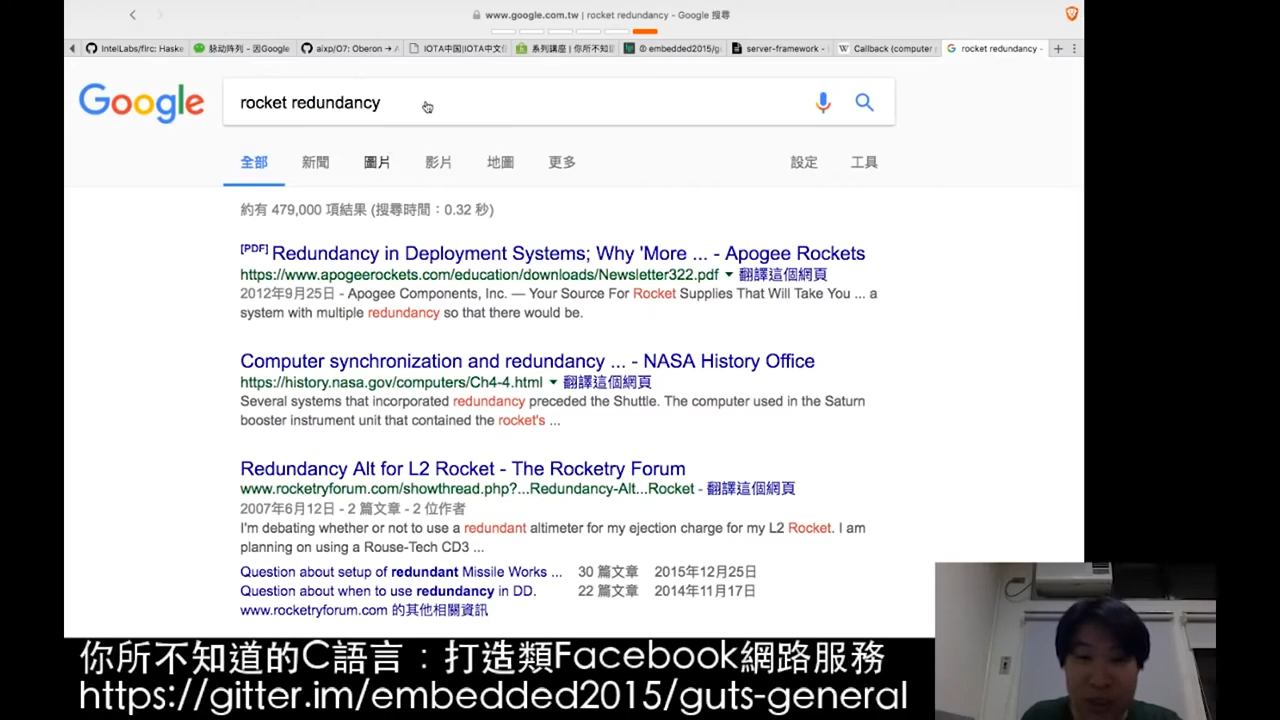 www.google.com.tw | rocket redundancy - Google 搜尋
IntelLabs/flrc: Haske
脉动阵列 - 因Google
aixp/O7: Oberon → 
IOTA中国|IOTA中文
系列講座 | 你所不知
embedded2015/g
server-framework -
Callback (computer
rocket redundancy -
Google
rocket redundancy
全部 新聞 圖片 影片 地圖 更多 設定 工具
約有 479,000 項結果 (搜尋時間：0.32 秒)
[PDF] Redundancy in Deployment Systems; Why 'More ... - Apogee Rockets
https://www.apogeerockets.com/education/downloads/Newsletter322.pdf ▼ 翻譯這個網頁
2012年9月25日 - Apogee Components, Inc. — Your Source For Rocket Supplies That Will Take You ... a
system with multiple redundancy so that there would be.
Computer synchronization and redundancy ... - NASA History Office
https://history.nasa.gov/computers/Ch4-4.html ▼ 翻譯這個網頁
Several systems that incorporated redundancy preceded the Shuttle. The computer used in the Saturn
booster instrument unit that contained the rocket's ...
Redundancy Alt for L2 Rocket - The Rocketry Forum
www.rocketryforum.com/showthread.php?...Redundancy-Alt...Rocket - 翻譯這個網頁
2007年6月12日 - 2 篇文章 - 2 位作者
I'm debating whether or not to use a redundant altimeter for my ejection charge for my L2 Rocket. I am
planning on using a Rouse-Tech CD3 ...
Question about setup of redundant Missile Works ... 30 篇文章 2015年12月25日
Question about when to use redundancy in DD. 22 篇文章 2014年11月17日
www.rocketryforum.com 的其他相關資訊
你所不知道的C語言：打造類Facebook網路服務
https://gitter.im/embedded2015/guts-general